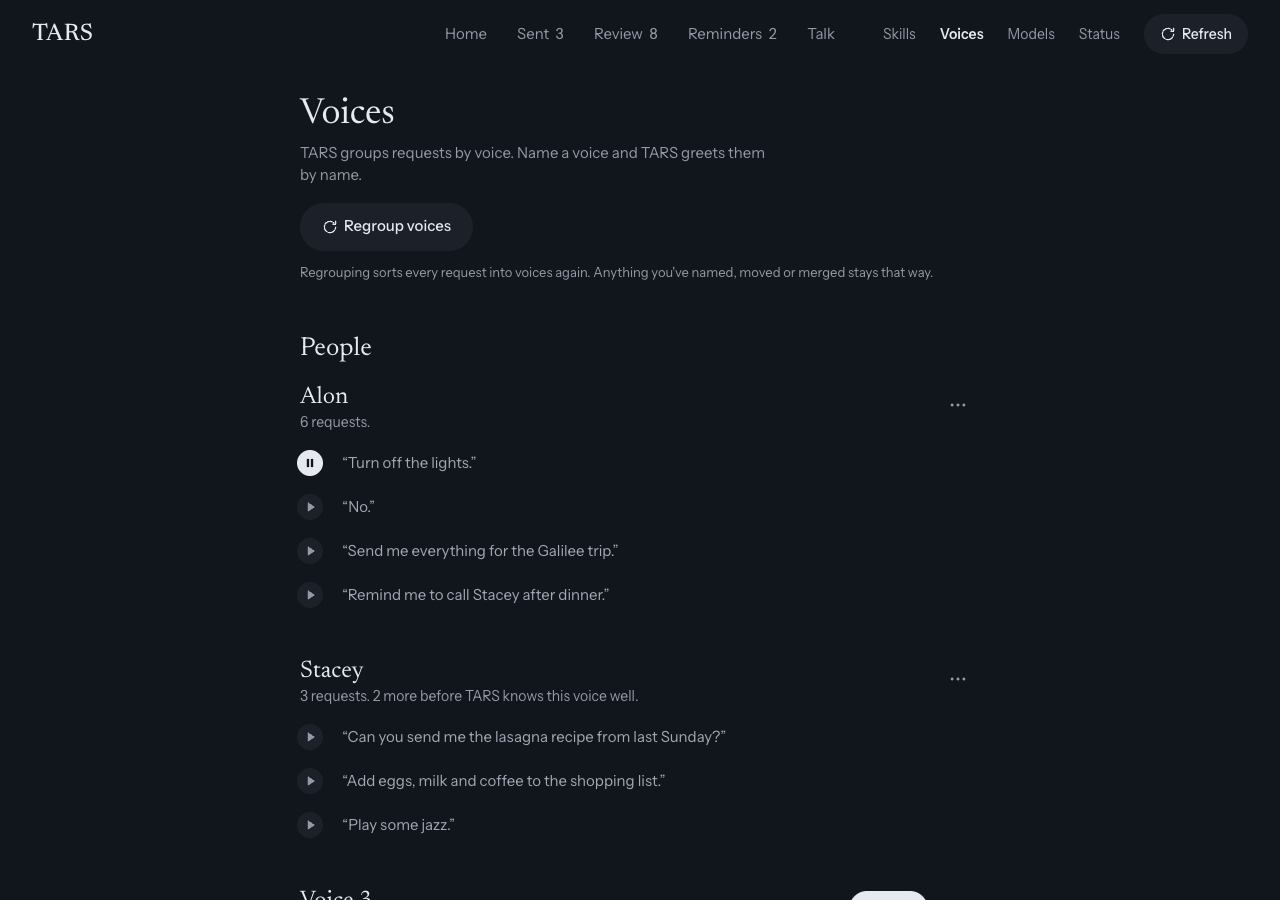 TARS
Home Sent 3 Review 8 Reminders 2 Talk Skills Voices Models Status Refresh
Voices
TARS groups requests by voice. Name a voice and TARS greets them
by name.
Regroup voices
Regrouping sorts every request into voices again. Anything you've named, moved or merged stays that way.
People
Alon
6 requests.
“Turn off the lights.”
“No.”
“Send me everything for the Galilee trip.”
“Remind me to call Stacey after dinner.”
Stacey
3 requests. 2 more before TARS knows this voice well.
“Can you send me the lasagna recipe from last Sunday?”
“Add eggs, milk and coffee to the shopping list.”
“Play some jazz.”
Voice 3